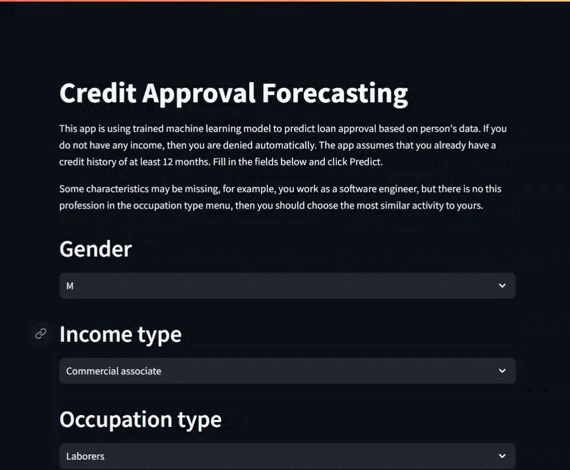 Credit Approval Forecasting
This app is using trained machine learning model to predict loan approval based on person's data. If you
do not have any income, then you are denied automatically. The app assumes that you already have a
credit history of at least 12 months. Fill in the fields below and click Predict.
Some characteristics may be missing, for example, you work as a software engineer, but there is no this
profession in the occupation type menu, then you should choose the most similar activity to yours.
Gender
M
Income type
Commercial associate
Occupation type
Laborers